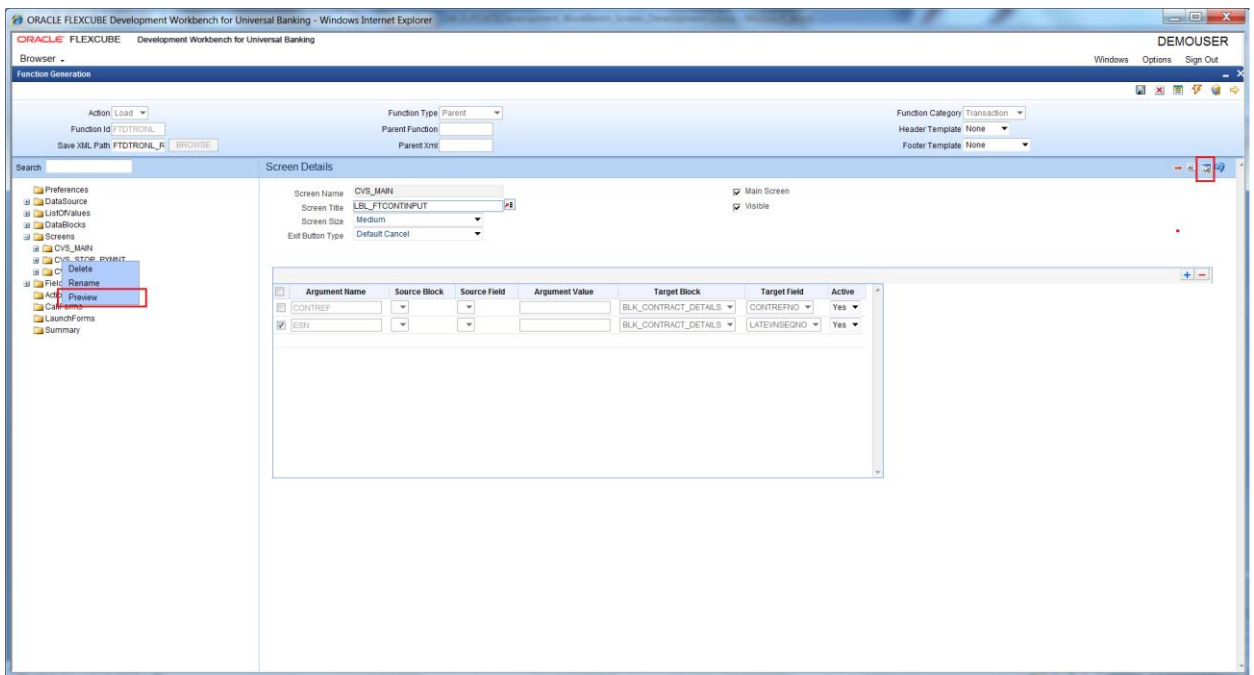 ORACLE FLEXCUBE Development Workbench for Universal Banking - Windows Internet Explorer
ORACLE FLEXCUBE Development Workbench for Universal Banking
DEMOUSER
Browser
Windows Options Sign Out
Function Generation
Action Load
Function Type Parent
Function Category Transaction
Function Id FTDTRONL
Parent Function
Header Template None
Save XML Path FTDTRONL_R BROWSE
Parent Xml
Footer Template None
Search
Screen Details
Preferences
DataSource
ListOfValues
DataBlocks
Screens
CVS_MAIN
CVS_STOP_PYMNT
Delete
Rename
Preview
CallForms
LaunchForms
Summary
Screen Name CVS_MAIN
Main Screen
Screen Title LBL_FTCONTINPUT
Visible
Screen Size Medium
Exit Button Type Default Cancel
Argument Name Source Block Source Field Argument Value Target Block Target Field Active
CONTREF BLK_CONTRACT_DETAILS CONTREFNO Yes
ESN BLK_CONTRACT_DETAILS LATEVNSEQNO Yes